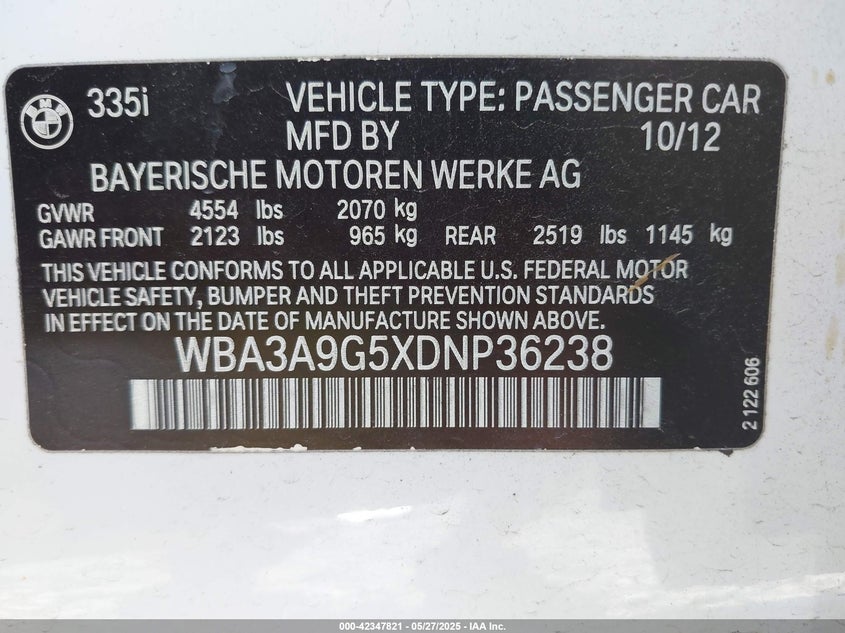 BMW
335i VEHICLE TYPE: PASSENGER CAR
MFD BY 10/12
BAYERISCHE MOTOREN WERKE AG
GVWR 4554 lbs 2070 kg
GAWR FRONT 2123 lbs 965 kg REAR 2519 lbs 1145 kg
THIS VEHICLE CONFORMS TO ALL APPLICABLE U.S. FEDERAL MOTOR
VEHICLE SAFETY, BUMPER AND THEFT PREVENTION STANDARDS
IN EFFECT ON THE DATE OF MANUFACTURE SHOWN ABOVE.
WBA3A9G5XDNP36238
2 122 606
000-42347821 - 05/27/2025 - IAA Inc.